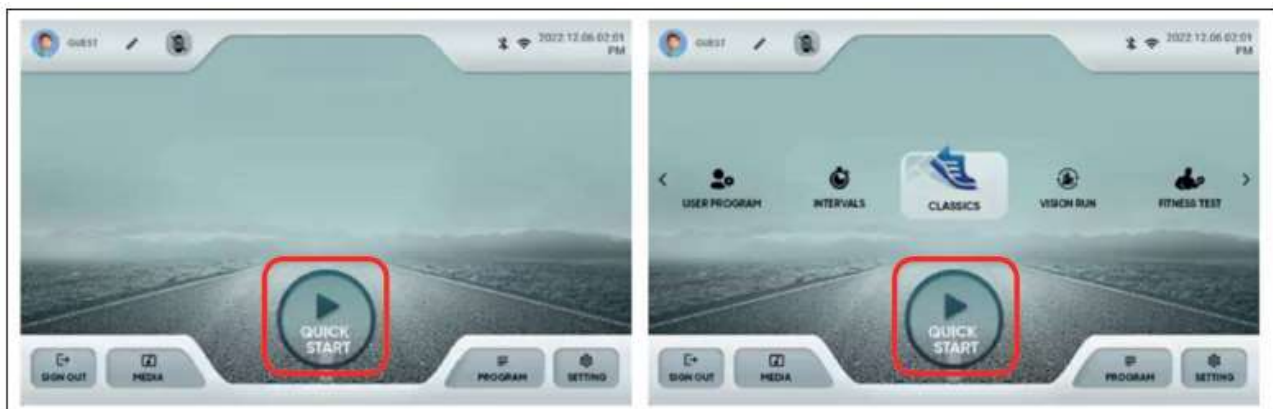 GUEST
2022.12.06 02:01
PM
QUICK
START
SIGN OUT
MEDIA
PROGRAM
SETTING
GUEST
2022.12.06 02:01
PM
USER PROGRAM
INTERVALS
CLASSICS
VISION RUN
FITNESS TEST
QUICK
START
SIGN OUT
MEDIA
PROGRAM
SETTING